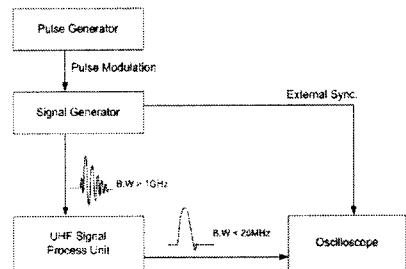 Pulse Generator
Pulse Modulation
Signal Generator
External Sync.
B.W > 1GHz
UHF Signal
Process Unit
B.W < 20MHz
Oscilloscope